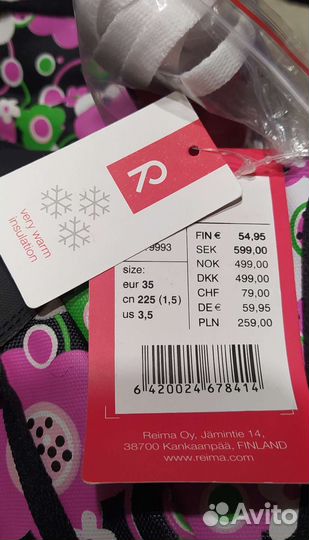 very warm
insulation
9993
size:
eur 35
cn 225 (1,5)
us 3,5
FIN € 54,95
SEK 599,00
NOK 499,00
DKK 499,00
CHF 79,00
DE € 59,95
PLN 259,00
6 420024 678414
Reima Oy, Jämintie 14,
38700 Kankaanpää, FINLAND
www.reima.com
Avito